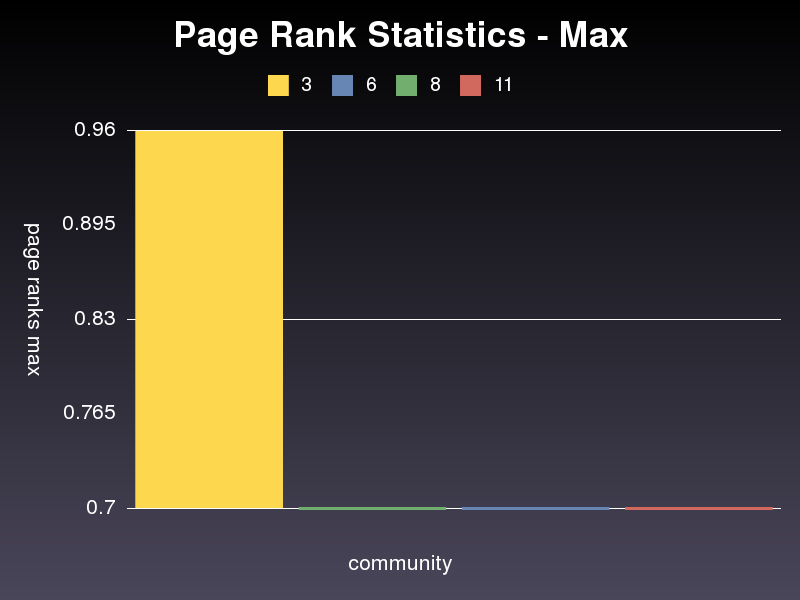 Page Rank Statistics - Max
3 6 8 11
0.96
0.895
0.83
0.765
0.7
page ranks max
community